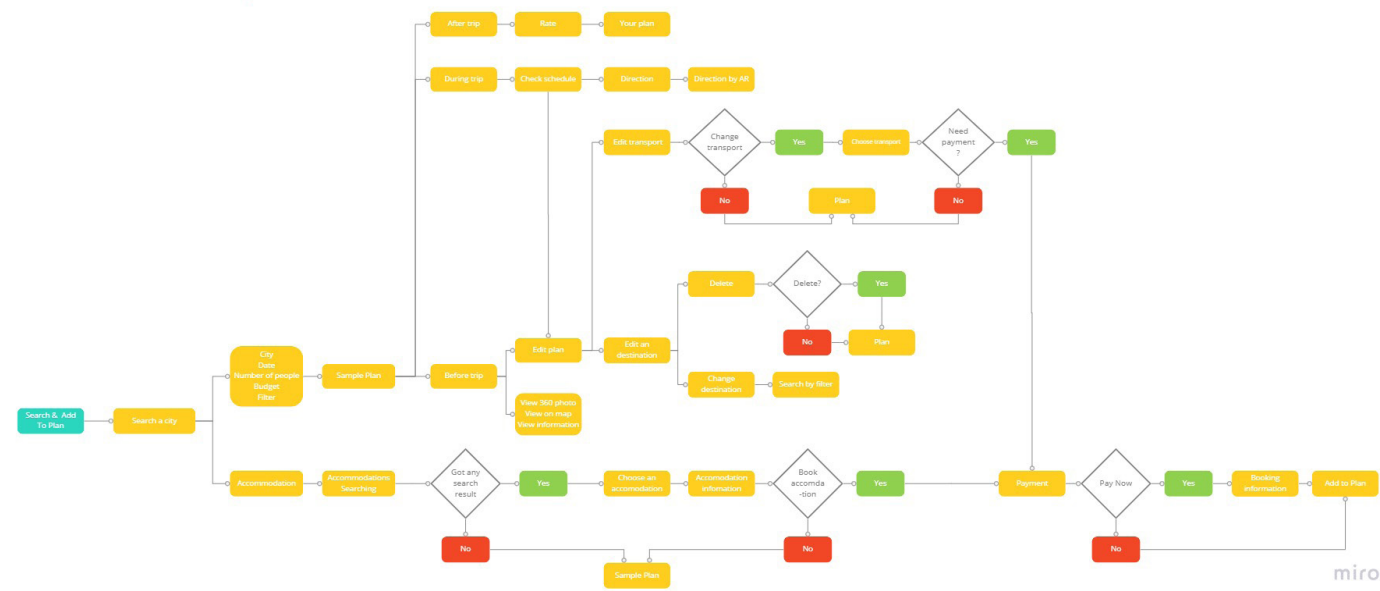 After trip
Rate
Your plan
During trip
Check schedule
Direction
Direction by AR
Edit transport
Change
transport
Yes
Choose transport
Need
payment
?
Yes
No
Plan
No
Delete
Delete?
Yes
No
Plan
Edit plan
Edit an
destination
Change
destination
Search by filter
City
Date
Number of people
Budget
Filter
Sample Plan
Before trip
View 360 photo
View on map
View information
Search & Add
To Plan
Search a city
Accommodation
Accommodations
Searching
Got any
search
result
Yes
Choose an
accomodation
Accomodation
infomation
Book
accomda
-tion
Yes
Payment
Pay Now
Yes
Booking
information
Add to Plan
No
No
No
Sample Plan
miro